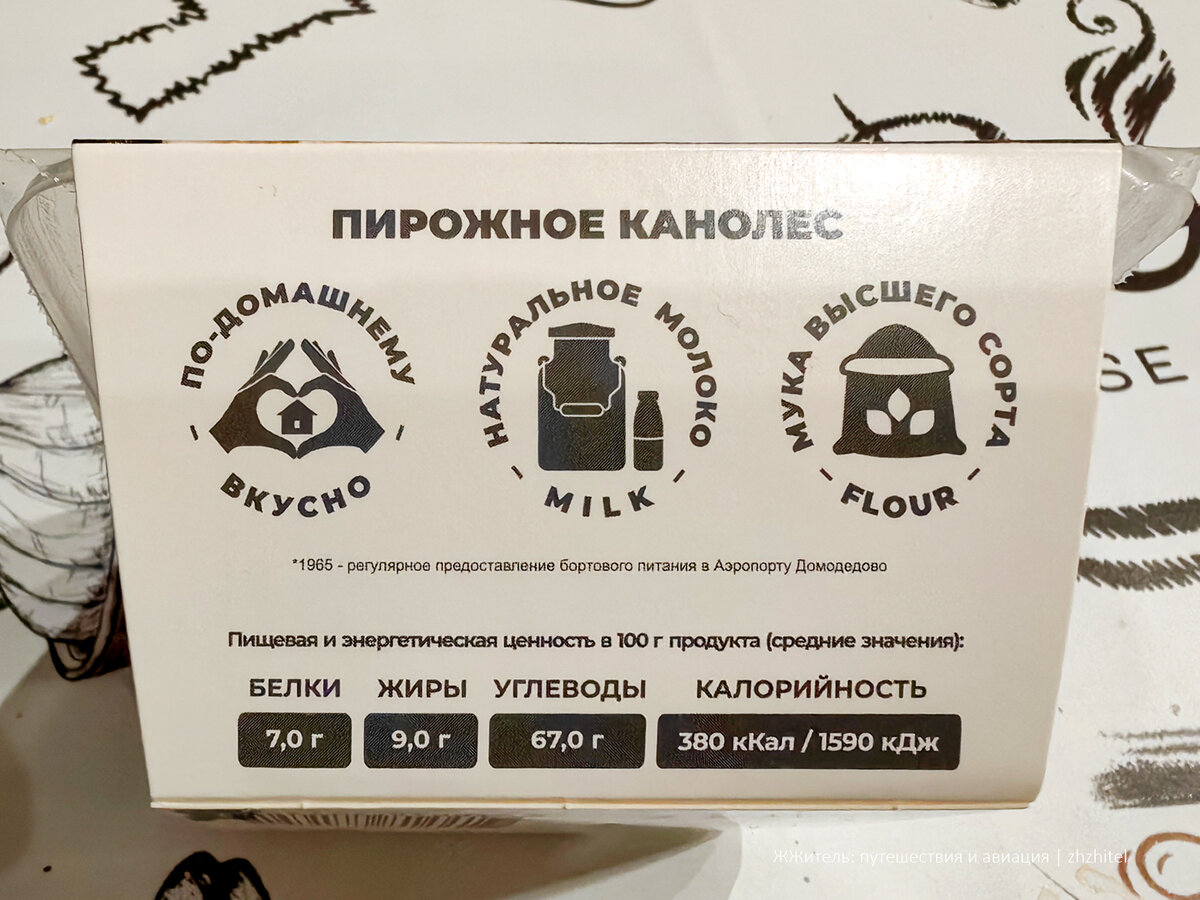 ПИРОЖНОЕ КАНОЛЕС
ПО-ДОМАШНЕМУ
ВКУСНО
НАТУРАЛЬНОЕ МОЛОКО
MILK
МУКА ВЫСШЕГО СОРТА
FLOUR
SE
*1965 - регулярное предоставление бортового питания в Аэропорту Домодедово
Пищевая и энергетическая ценность в 100 г продукта (средние значения):
БЕЛКИ ЖИРЫ УГЛЕВОДЫ КАЛОРИЙНОСТЬ
7,0 г 9,0 г 67,0 г 380 кКал / 1590 кДж
ЖЖитель: путешествия и авиация | zhzhitel